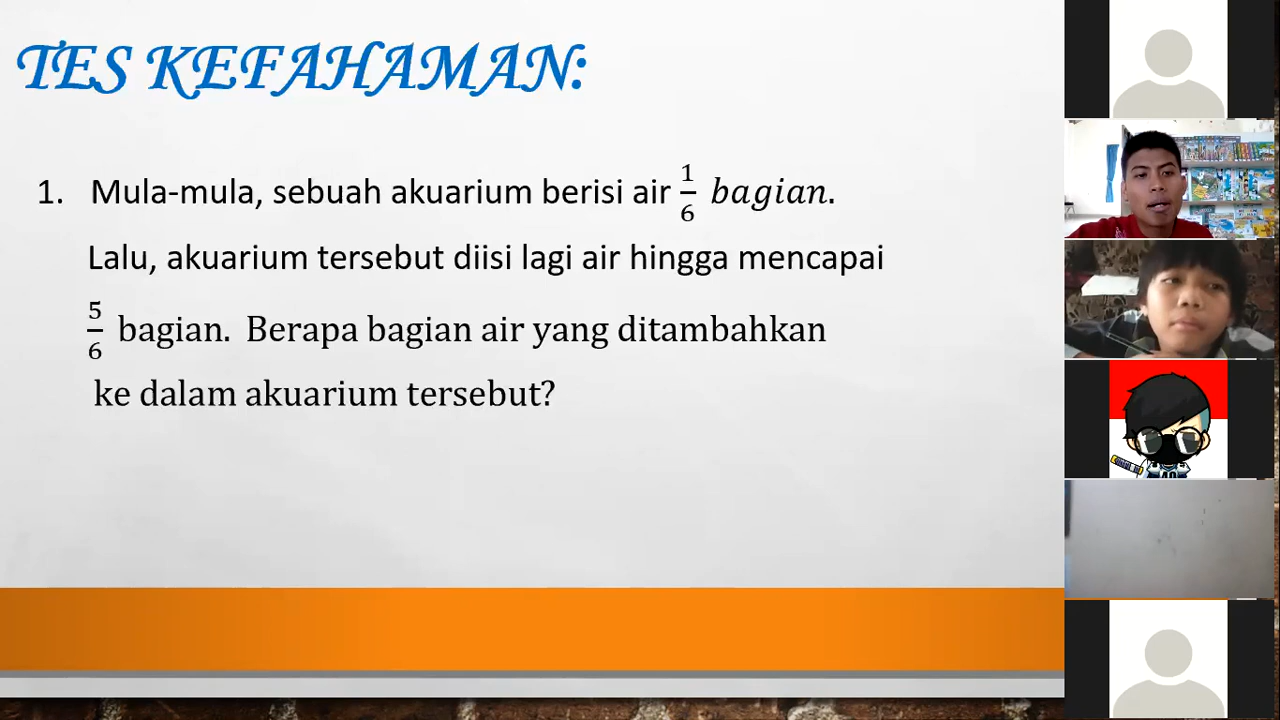 TES KEFAHAMAN:
1. Mula-mula, sebuah akuarium berisi air 1/6 bagian.
Lalu, akuarium tersebut diisi lagi air hingga mencapai
5/6 bagian. Berapa bagian air yang ditambahkan
ke dalam akuarium tersebut?